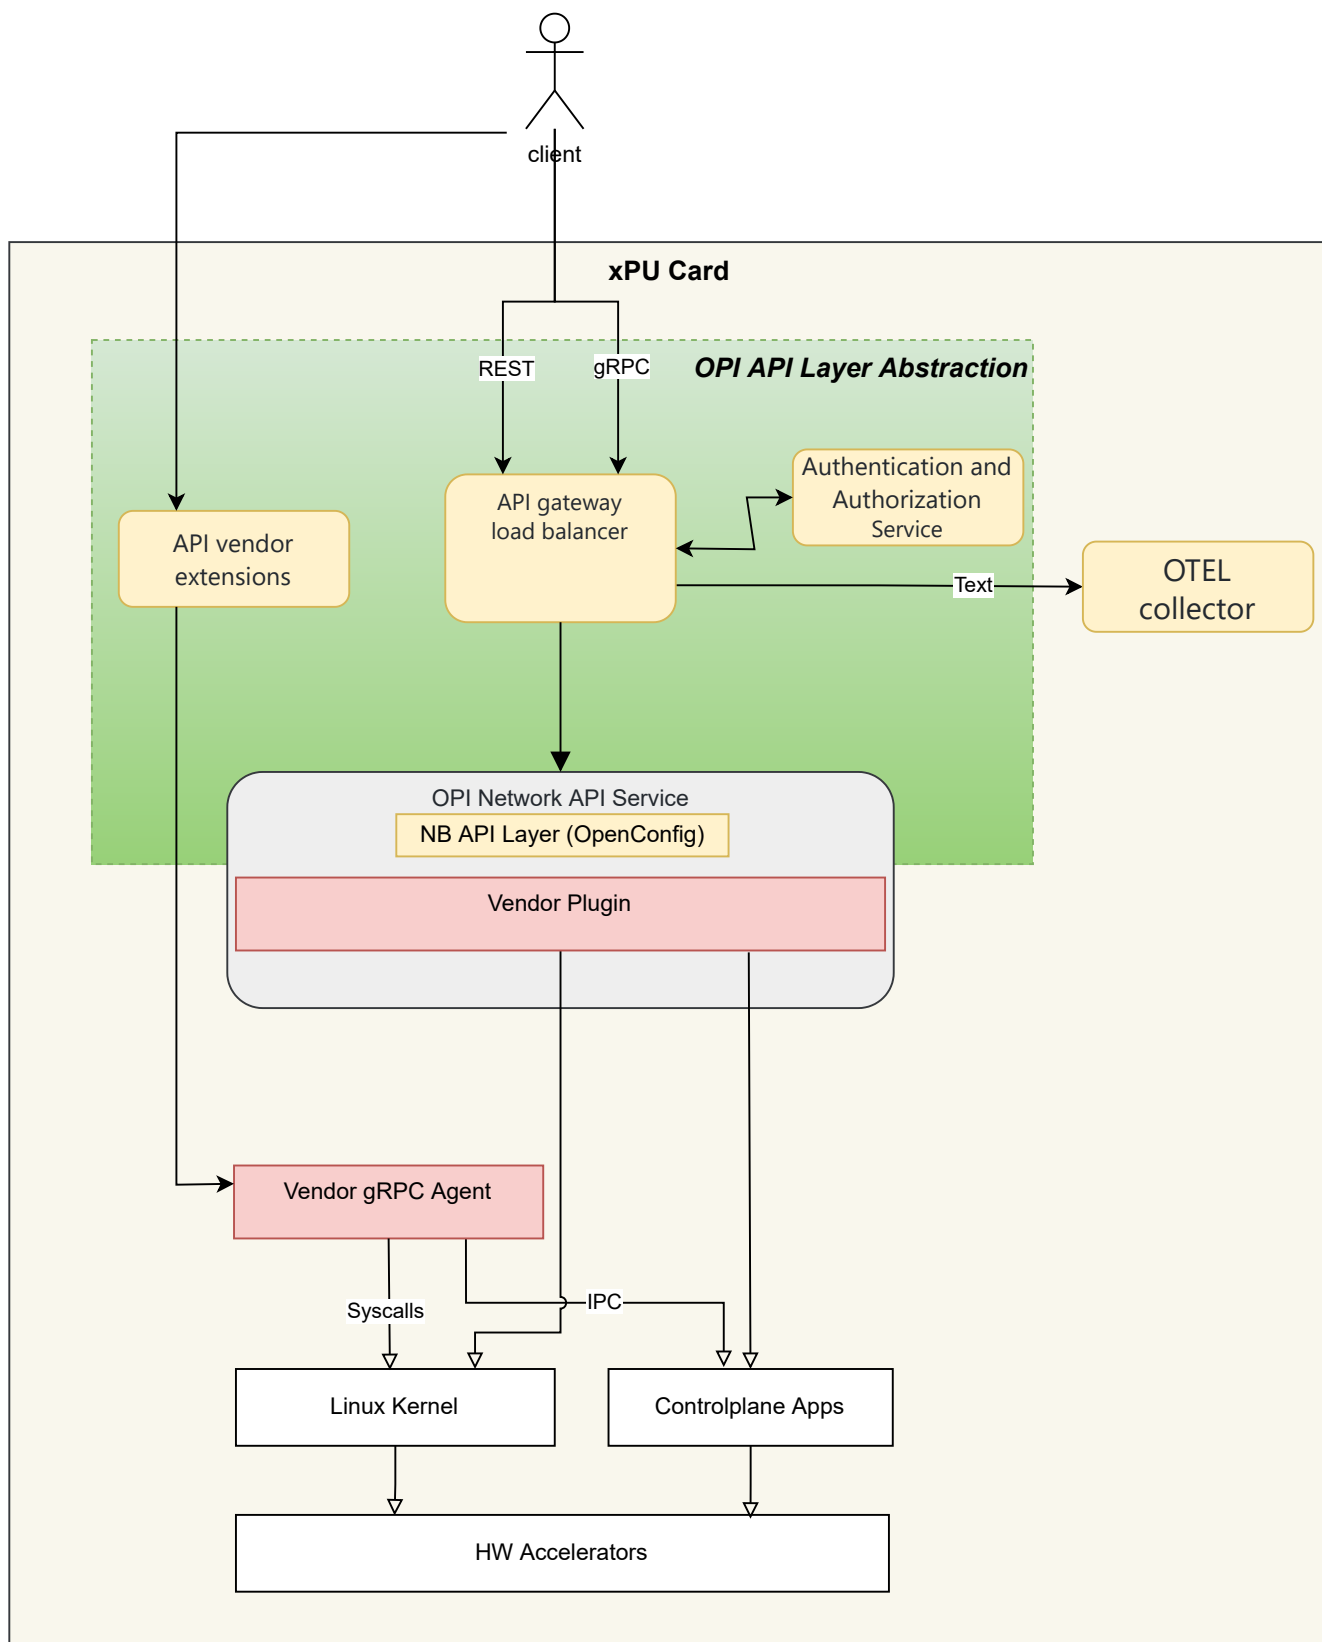 client
xPU Card
OPI API Layer Abstraction
REST
gRPC
Authentication and
Authorization
Service
API gateway
load balancer
API vendor
extensions
Text
OTEL
collector
OPI Network API Service
NB API Layer (OpenConfig)
Vendor Plugin
Vendor gRPC Agent
Syscalls
IPC
Linux Kernel
Controlplane Apps
HW Accelerators